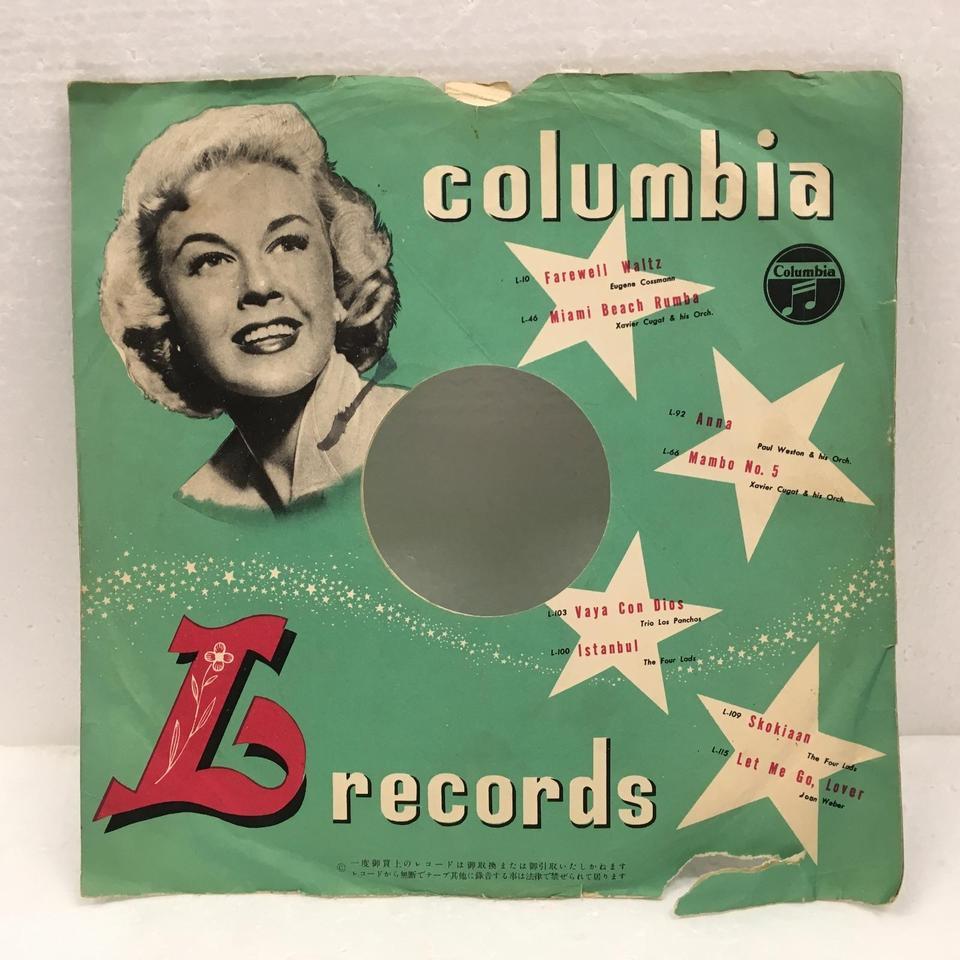 columbia
Columbia
L-10 Farewell Waltz
Eugene Cossmann
L-46 Miami Beach Rumba
Xavier Cugat & his Orch.
L-92 Anna
Paul Weston & his Orch.
L-66 Mambo No. 5
Xavier Cugat & his Orch.
L-103 Vaya Con Dios
Trio Los Panchos
L-100 Istanbul
The Four Lads
L-109 Skokiaan
The Four Lads
L-115 Let Me Go, Lover
Joan Weber
L
records
Ⓒ 一度御買上のレコードは御取換または御引取いたしかねます
レコードから無断でテープ其他に録音する事は法律で禁ぜられて居ります